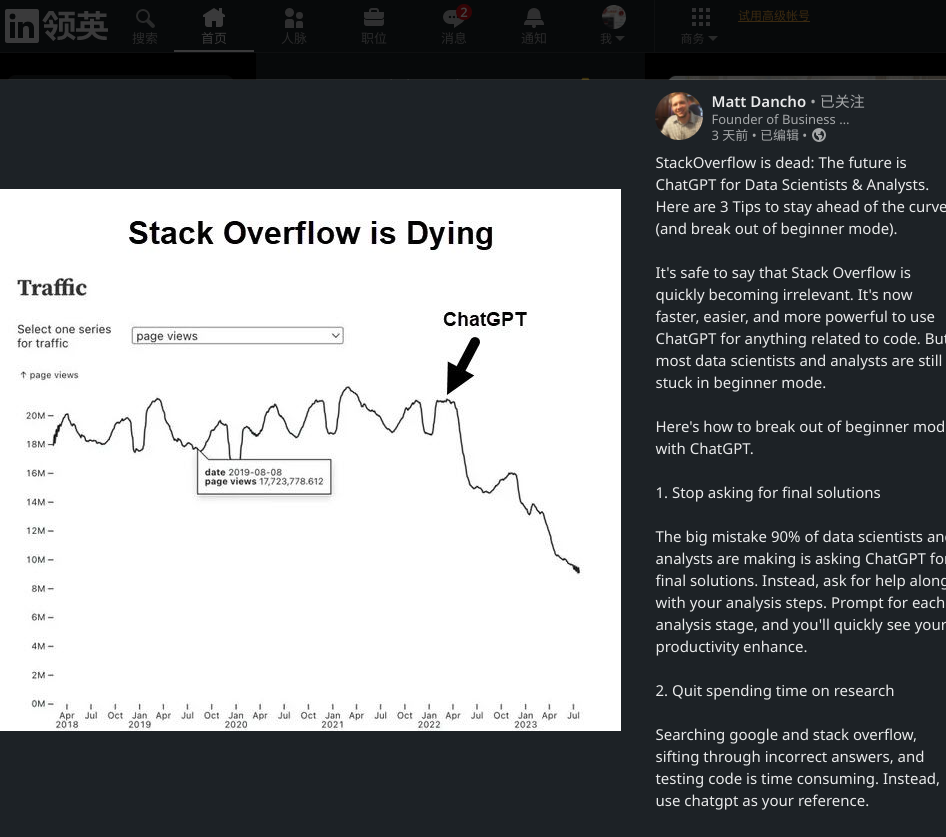 in 领英
搜索
首页
人脉
职位
2
消息
通知
我
商务
试用高级帐号
Matt Dancho • 已关注
Founder of Business ...
3 天前 • 已编辑 •
StackOverflow is dead: The future is
ChatGPT for Data Scientists & Analysts.
Here are 3 Tips to stay ahead of the curve
(and break out of beginner mode).
It's safe to say that Stack Overflow is
quickly becoming irrelevant. It's now
faster, easier, and more powerful to use
ChatGPT for anything related to code. But
most data scientists and analysts are still
stuck in beginner mode.
Here's how to break out of beginner mod
with ChatGPT.
1. Stop asking for final solutions
The big mistake 90% of data scientists an
analysts are making is asking ChatGPT fo
final solutions. Instead, ask for help along
with your analysis steps. Prompt for each
analysis stage, and you'll quickly see your
productivity enhance.
2. Quit spending time on research
Searching google and stack overflow,
sifting through incorrect answers, and
testing code is time consuming. Instead,
use chatgpt as your reference.
Stack Overflow is Dying
Traffic
Select one series
for traffic
page views
ChatGPT
↑ page views
20M
18M
16M
14M
12M
10M
8M
6M
4M
2M
0M
date 2019-08-08
page views 17,723,778.612
Apr Jul Oct Jan Apr Jul Oct Jan Apr Jul Oct Jan Apr Jul Oct Jan Apr Jul Oct Jan Apr Jul
2018 2019 2020 2021 2022 2023